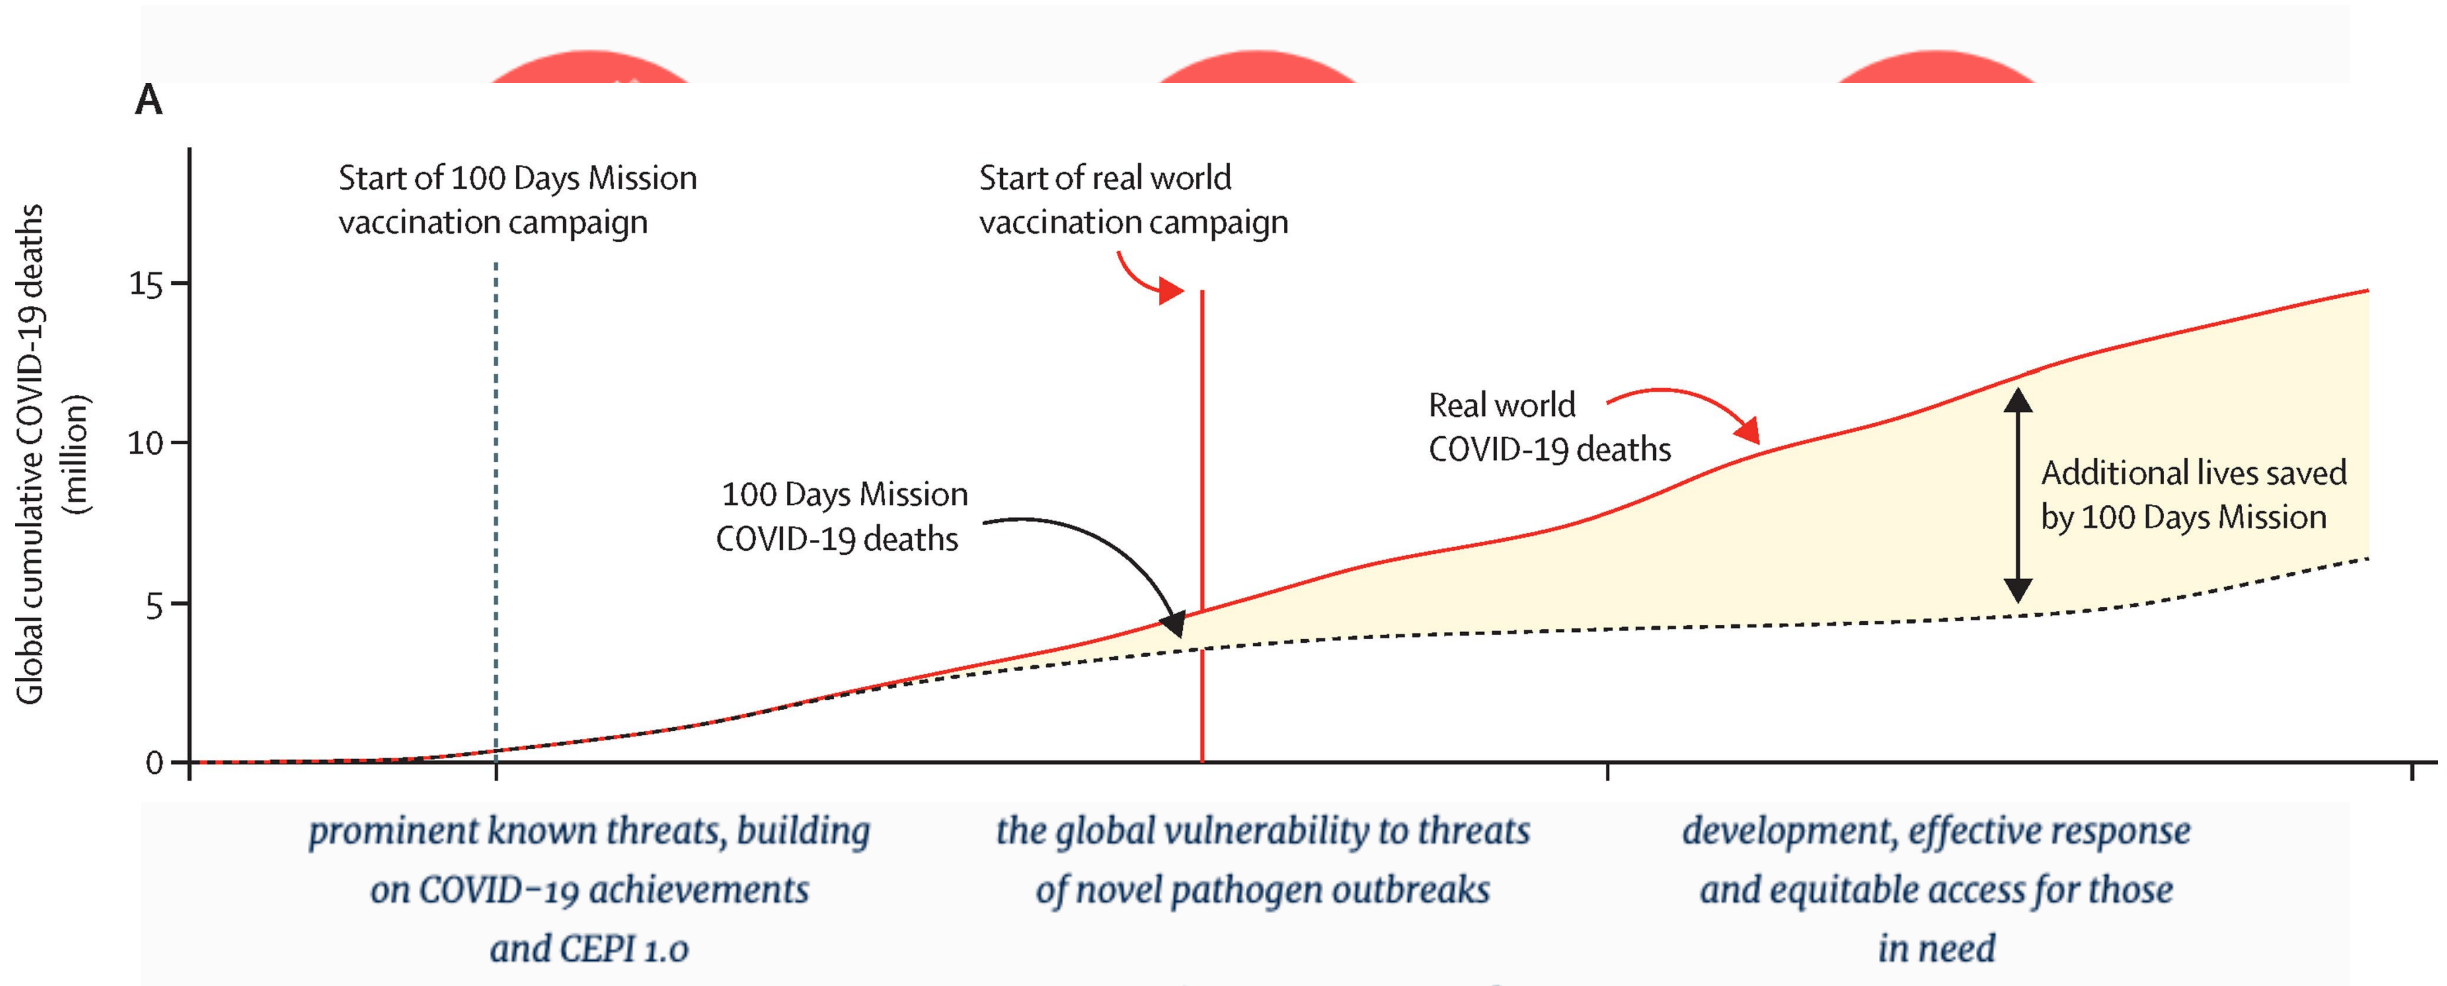 A
Start of 100 Days Mission
vaccination campaign
Start of real world
vaccination campaign
Global cumulative COVID-19 deaths
(million)
15
10
5
0
Real world
COVID-19 deaths
100 Days Mission
COVID-19 deaths
Additional lives saved
by 100 Days Mission
prominent known threats, building
on COVID-19 achievements
and CEPI 1.0
the global vulnerability to threats
of novel pathogen outbreaks
development, effective response
and equitable access for those
in need